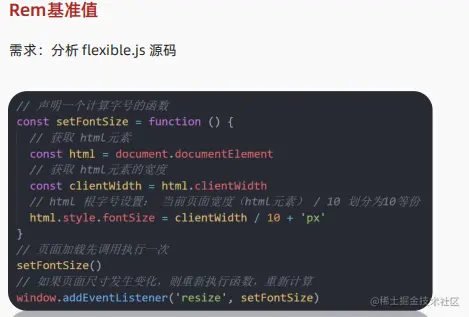 Rem基准值
需求：分析 flexible.js 源码
// 声明一个计算字号的函数
const setFontSize = function () {
// 获取 html元素
const html = document.documentElement
// 获取 html元素的宽度
const clientWidth = html.clientWidth
// html 根字号设置： 当前页面宽度（html元素） / 10 划分为10等份
html.style.fontSize = clientWidth / 10 + 'px'
}
// 页面加载先调用执行一次
setFontSize()
// 如果页面尺寸发生变化，则重新执行函数，重新计算
window.addEventListener('resize', setFontSize)
@稀土掘金技术社区